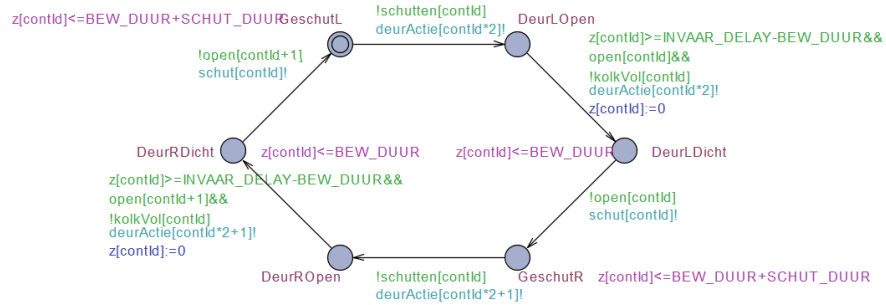 z[contId]<=BEW_DUUR+SCHUT_DUUR
GeschutL
!schutten[contId]
deurActie[contId*2]!
DeurLOpen
z[contId]>=INVAAR_DELAY-BEW_DUUR&&
open[contId]&&
!kolkVol[contId]
deurActie[contId*2]!
z[contId]:=0
!open[contId+1]
schut[contId]!
DeurRDicht
z[contId]<=BEW_DUUR
z[contId]<=BEW_DUUR
DeurLDicht
z[contId]>=INVAAR_DELAY-BEW_DUUR&&
open[contId+1]&&
!kolkVol[contId]
deurActie[contId*2+1]!
z[contId]:=0
!open[contId]
schut[contId]!
DeurROpen
!schutten[contId]
deurActie[contId*2+1]!
GeschutR
z[contId]<=BEW_DUUR+SCHUT_DUUR